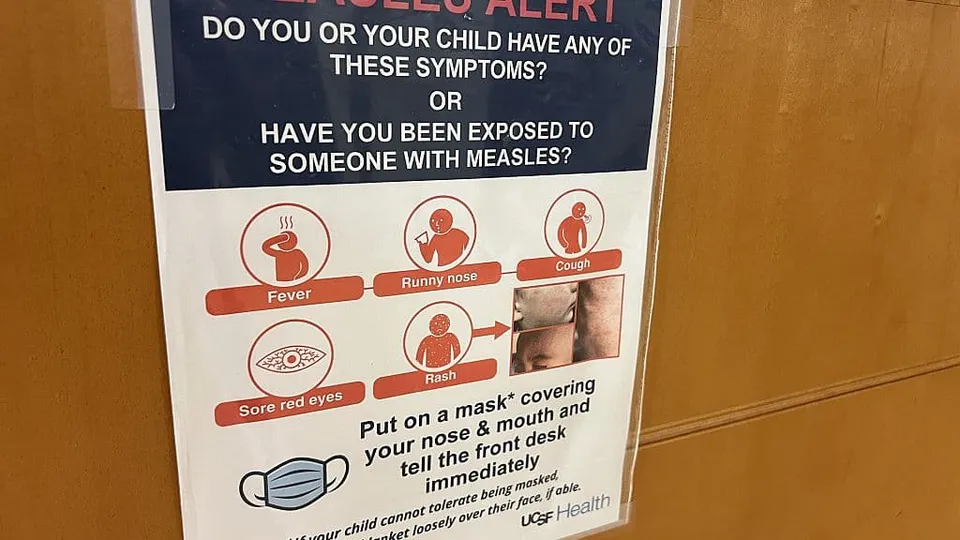 ALERT
DO YOU OR YOUR CHILD HAVE ANY OF
THESE SYMPTOMS?
OR
HAVE YOU BEEN EXPOSED TO
SOMEONE WITH MEASLES?
Fever
Runny nose
Cough
Sore red eyes
Rash
Put on a mask* covering
your nose & mouth and
tell the front desk
immediately
your child cannot tolerate being masked,
loosely over their face, if able.
UCSF Health